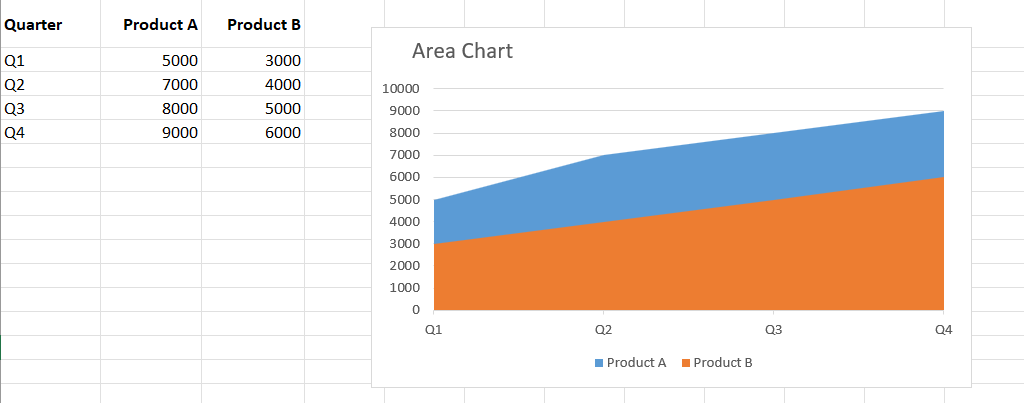 Quarter Product A Product B
Q1 5000 3000
Q2 7000 4000
Q3 8000 5000
Q4 9000 6000
Area Chart
10000
9000
8000
7000
6000
5000
4000
3000
2000
1000
0
Q1 Q2 Q3 Q4
Product A Product B